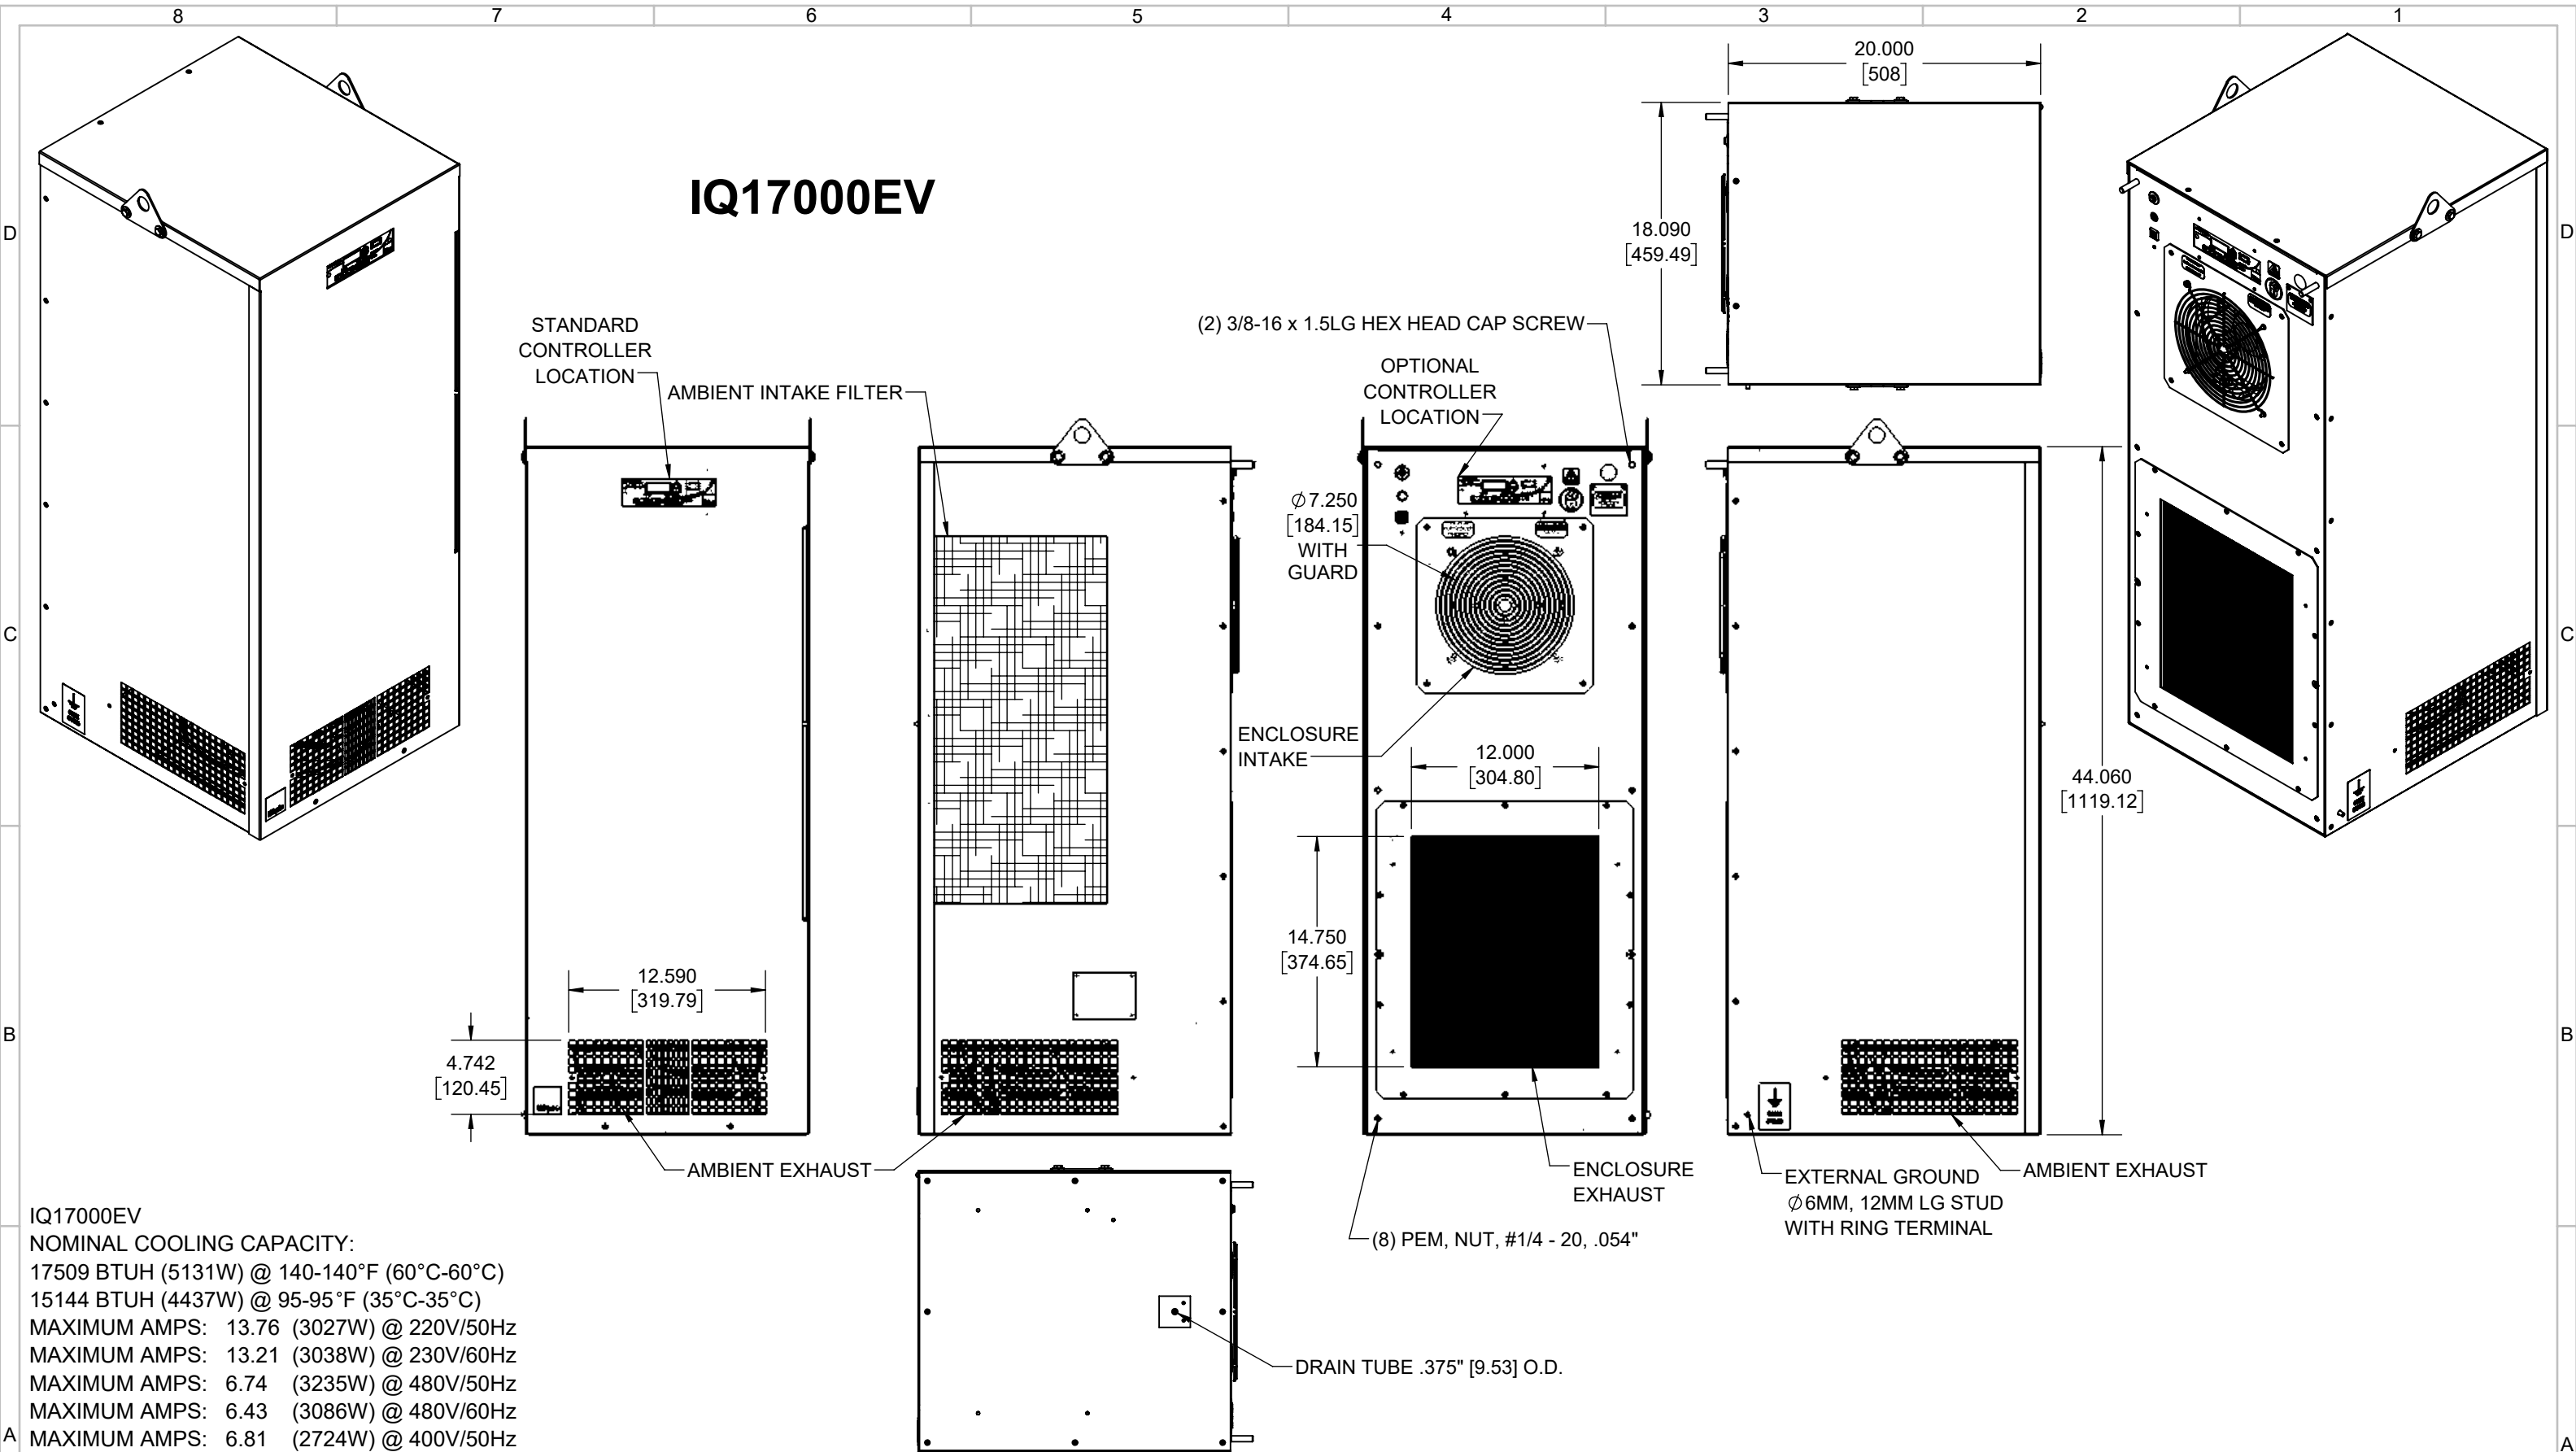 8 7 6 5 4 3 2 1
D
D
C
C
B
B
A
A
IQ17000EV
20.000
[508]
18.090
[459.49]
STANDARD
CONTROLLER
LOCATION
AMBIENT INTAKE FILTER
(2) 3/8-16 x 1.5LG HEX HEAD CAP SCREW
OPTIONAL
CONTROLLER
LOCATION
∅7.250
[184.15]
WITH
GUARD
ENCLOSURE
INTAKE
12.000
[304.80]
14.750
[374.65]
44.060
[1119.12]
12.590
[319.79]
4.742
[120.45]
AMBIENT EXHAUST
ENCLOSURE
EXHAUST
(8) PEM, NUT, #1/4 - 20, .054"
EXTERNAL GROUND
∅6MM, 12MM LG STUD
WITH RING TERMINAL
AMBIENT EXHAUST
DRAIN TUBE .375" [9.53] O.D.
IQ17000EV
NOMINAL COOLING CAPACITY:
17509 BTUH (5131W) @ 140-140°F (60°C-60°C)
15144 BTUH (4437W) @ 95-95°F (35°C-35°C)
MAXIMUM AMPS: 13.76 (3027W) @ 220V/50Hz
MAXIMUM AMPS: 13.21 (3038W) @ 230V/60Hz
MAXIMUM AMPS: 6.74 (3235W) @ 480V/50Hz
MAXIMUM AMPS: 6.43 (3086W) @ 480V/60Hz
MAXIMUM AMPS: 6.81 (2724W) @ 400V/50Hz